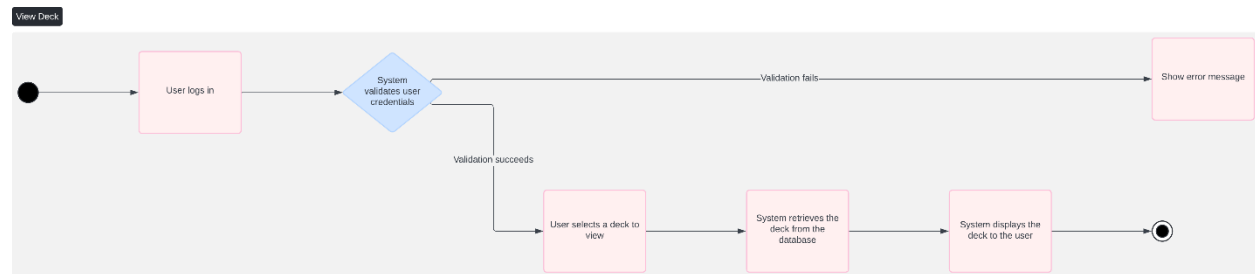 View Deck
User logs in
System
validates user
credentials
Validation fails
Show error message
Validation succeeds
User selects a deck to
view
System retrieves the
deck from the
database
System displays the
deck to the user